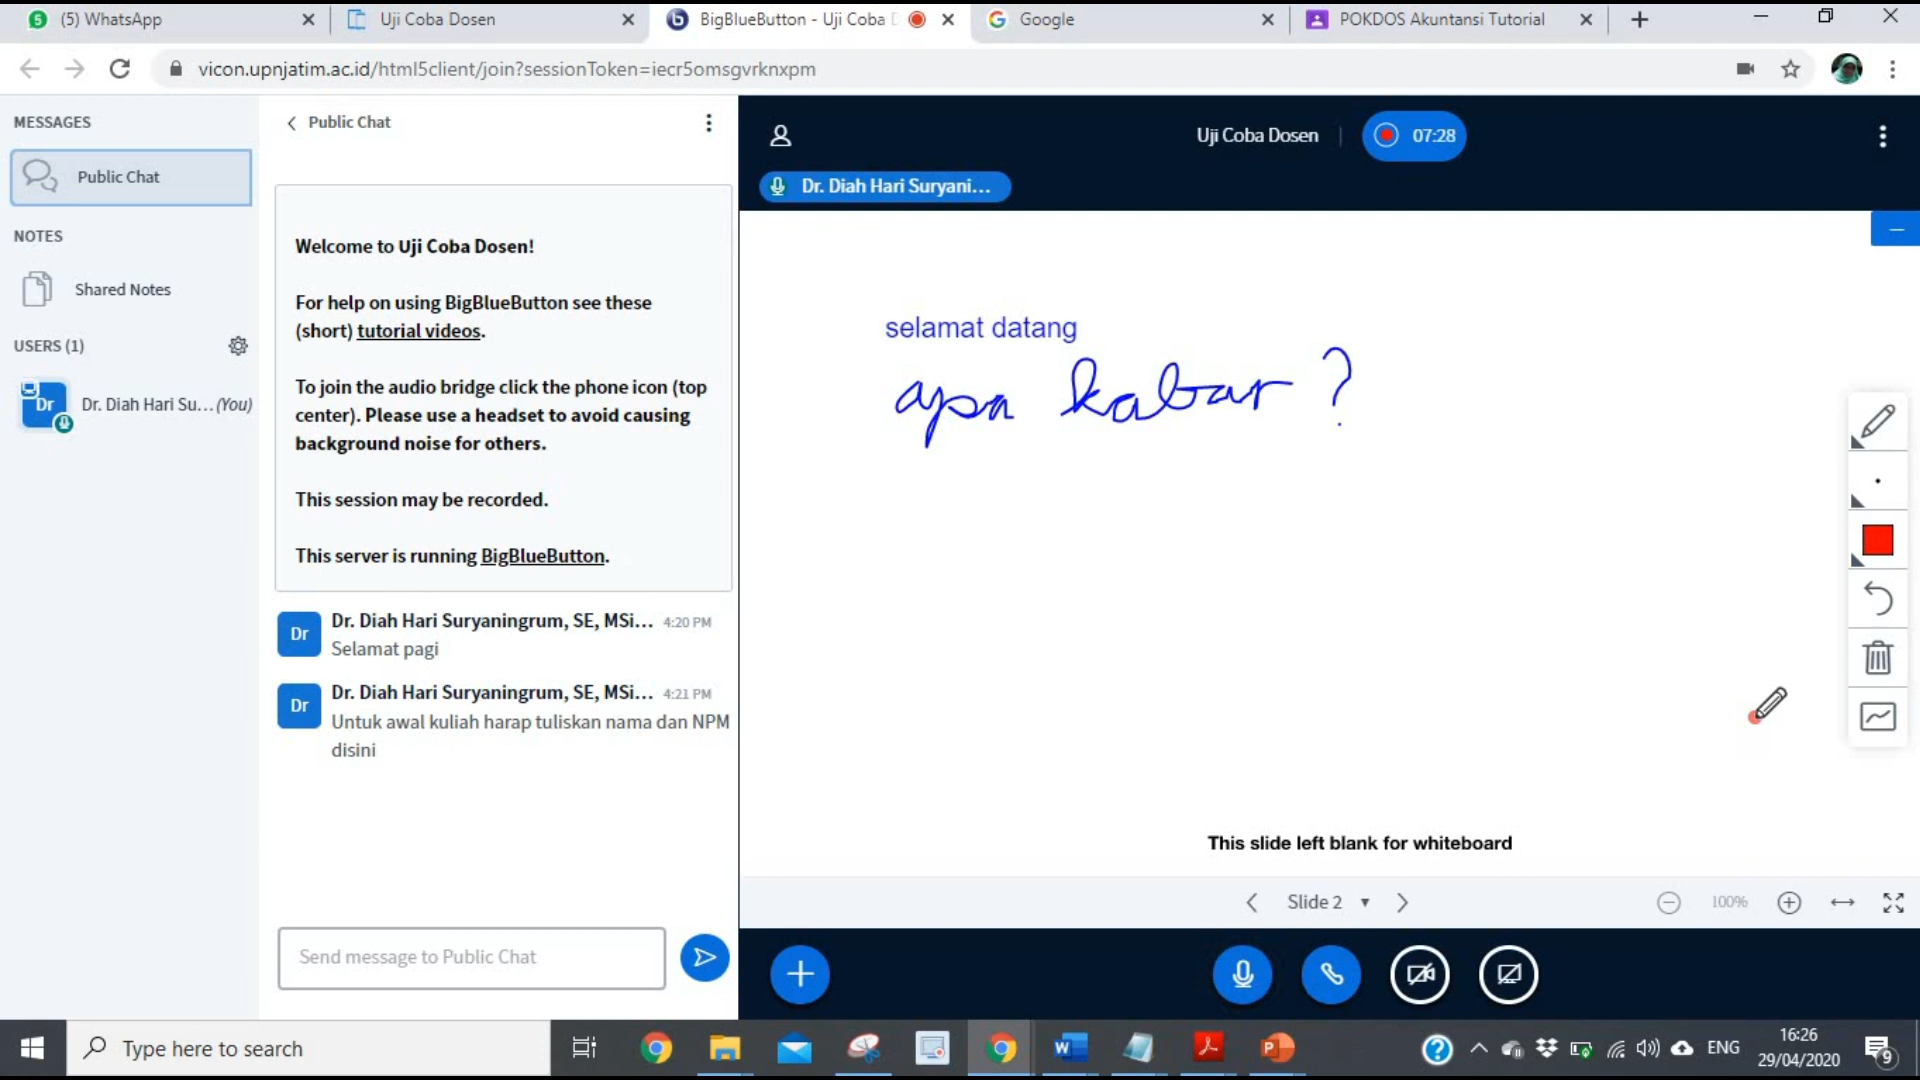 (5) WhatsApp
Uji Coba Dosen
BigBlueButton - Uji Coba D
Google
POKDOS Akuntansi Tutorial
vicon.upnjatim.ac.id/html5client/join?sessionToken=iecr5omsgvrknxpm
MESSAGES
Public Chat
NOTES
Shared Notes
USERS (1)
Dr
Dr. Diah Hari Su... (You)
Public Chat
Welcome to Uji Coba Dosen!
For help on using BigBlueButton see these
(short) tutorial videos.
To join the audio bridge click the phone icon (top
center). Please use a headset to avoid causing
background noise for others.
This session may be recorded.
This server is running BigBlueButton.
Dr
Dr. Diah Hari Suryaningrum, SE, MSi... 4:20 PM
Selamat pagi
Dr
Dr. Diah Hari Suryaningrum, SE, MSi... 4:21 PM
Untuk awal kuliah harap tuliskan nama dan NPM
disini
Send message to Public Chat
Uji Coba Dosen
07:28
Dr. Diah Hari Suryani...
selamat datang
apa kabar ?
This slide left blank for whiteboard
Slide 2
100%
Type here to search
ENG
16:26
29/04/2020
9